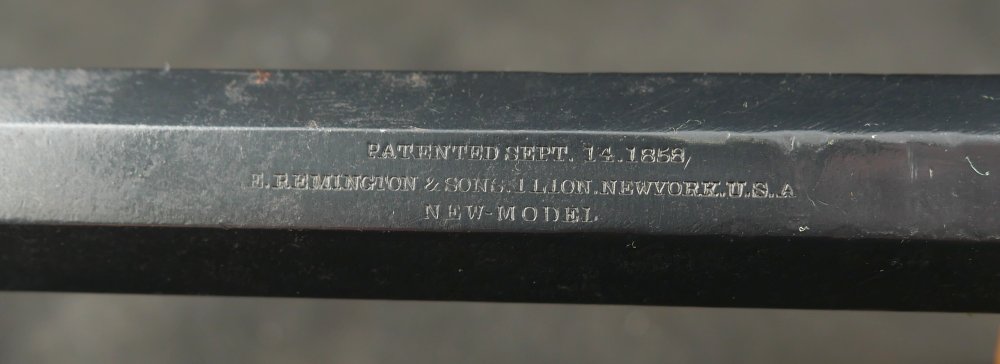 PATENTED SEPT. 14.1858,
E.REMINGTON & SONS.ILION.NEWYORK.U.S.A
NEW-MODEL